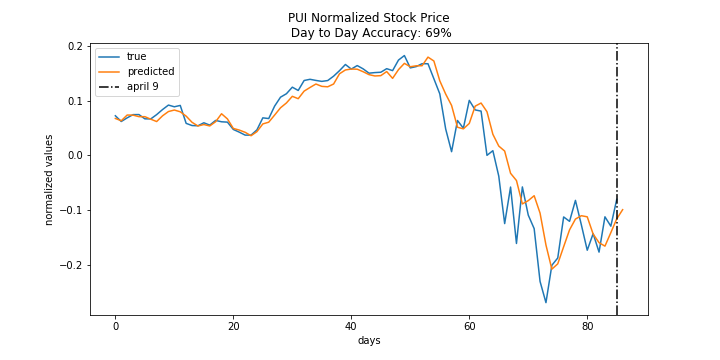 PUI Normalized Stock Price
Day to Day Accuracy: 69%
true
predicted
april 9
normalized values
0.2
0.1
0.0
−0.1
−0.2
0
20
40
60
80
days